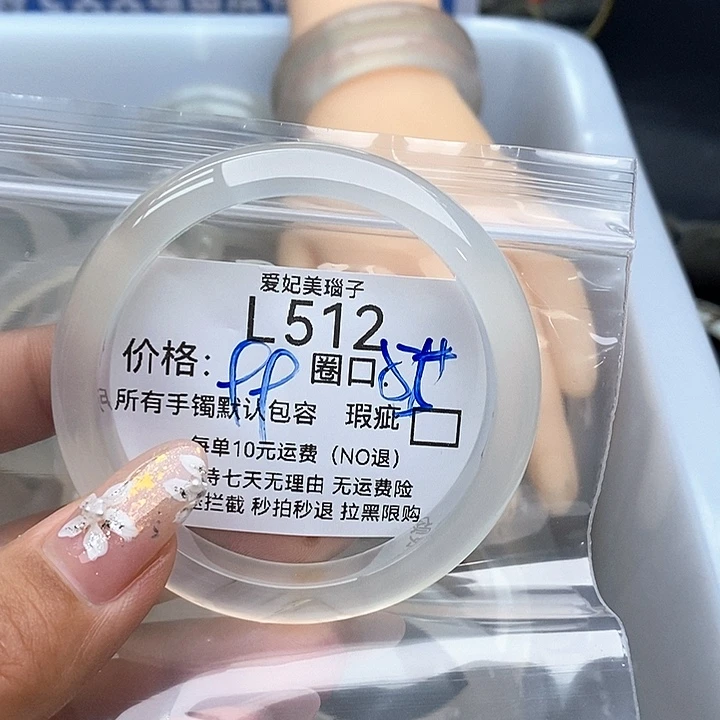 爱妃美瑙子
L512
价格: 99 圈口:
所有手镯默认包容 瑕疵
每单10元运费（NO退）
持七天无理由 无运费险
拦截 秒拍秒退 拉黑限购